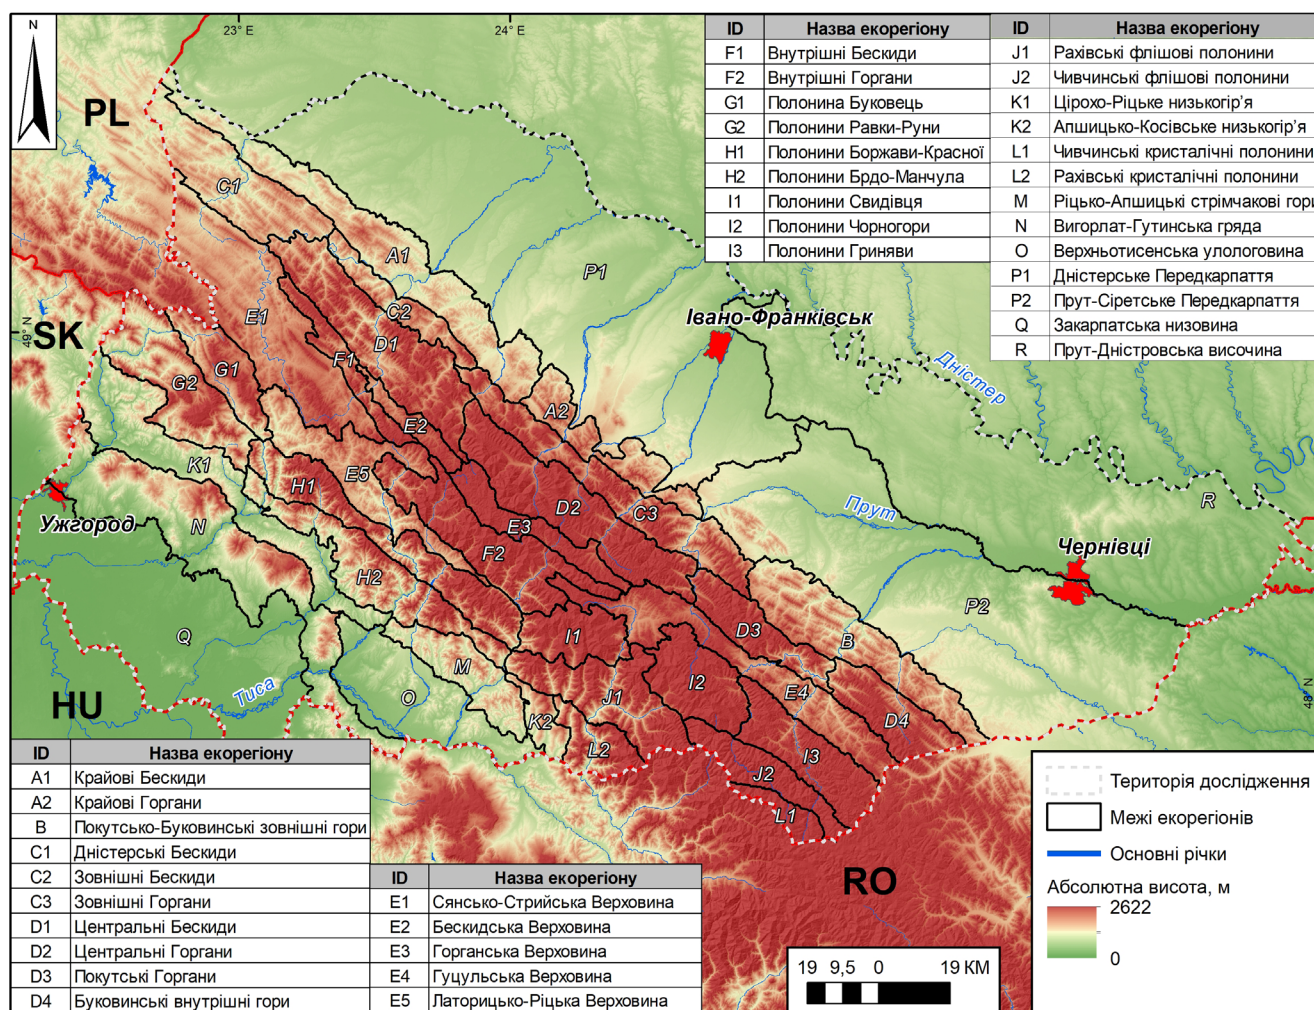 N
23° E
24° E
PL
SK
HU
RO
49° N
48° N
C1
A1
P1
C2
E1
D1
F1
G1
G2
A2
E2
K1
E5
H1
D2
C3
E3
F2
N
H2
R
P2
I1
D3
B
Q
M
I2
O
J1
E4
D4
K2
L2
I3
J2
L1
Івано-Франківськ
Ужгород
Чернівці
Дністер
Прут
Тиса
ID Назва екорегіону
F1 Внутрішні Бескиди
F2 Внутрішні Горгани
G1 Полонина Буковець
G2 Полонини Равки-Руни
H1 Полонини Боржави-Красної
H2 Полонини Брдо-Манчула
I1 Полонини Свидівця
I2 Полонини Чорногори
I3 Полонини Гриняви
ID Назва екорегіону
J1 Рахівські флішові полонини
J2 Чивчинські флішові полонини
K1 Цірохо-Ріцьке низькогір'я
K2 Апшицько-Косівське низькогір'я
L1 Чивчинські кристалічні полонини
L2 Рахівські кристалічні полонини
M Ріцько-Апшицькі стрімчакові гори
N Вигорлат-Гутинська гряда
O Верхньотисенська улоговина
P1 Дністерське Передкарпаття
P2 Прут-Сіретське Передкарпаття
Q Закарпатська низовина
R Прут-Дністровська височина
ID Назва екорегіону
A1 Крайові Бескиди
A2 Крайові Горгани
B Покутсько-Буковинські зовнішні гори
C1 Дністерські Бескиди
C2 Зовнішні Бескиди
C3 Зовнішні Горгани
D1 Центральні Бескиди
D2 Центральні Горгани
D3 Покутські Горгани
D4 Буковинські внутрішні гори
ID Назва екорегіону
E1 Сянсько-Стрийська Верховина
E2 Бескидська Верховина
E3 Горганська Верховина
E4 Гуцульська Верховина
E5 Латорицько-Ріцька Верховина
19 9,5 0 19 КМ
Територія дослідження
Межі екорегіонів
Основні річки
Абсолютна висота, м
2622
0